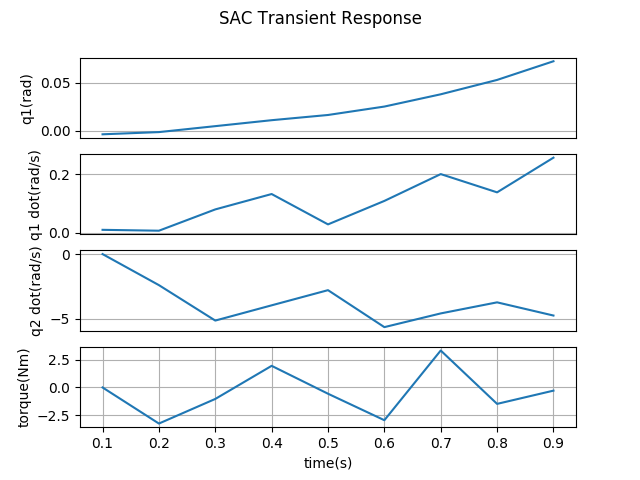 SAC Transient Response
q1(rad)
0.05
0.00
q1 dot(rad/s)
0.2
0.0
q2 dot(rad/s)
0
−5
torque(Nm)
2.5
0.0
−2.5
0.1 0.2 0.3 0.4 0.5 0.6 0.7 0.8 0.9
time(s)